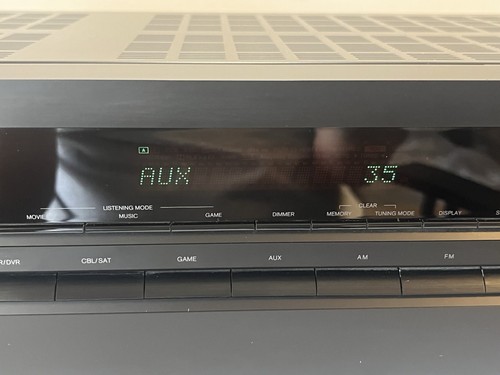 A
AUX 35
LISTENING MODE CLEAR
MOVIE MUSIC GAME DIMMER MEMORY TUNING MODE DISPLAY
/DVR CBL/SAT GAME AUX AM FM